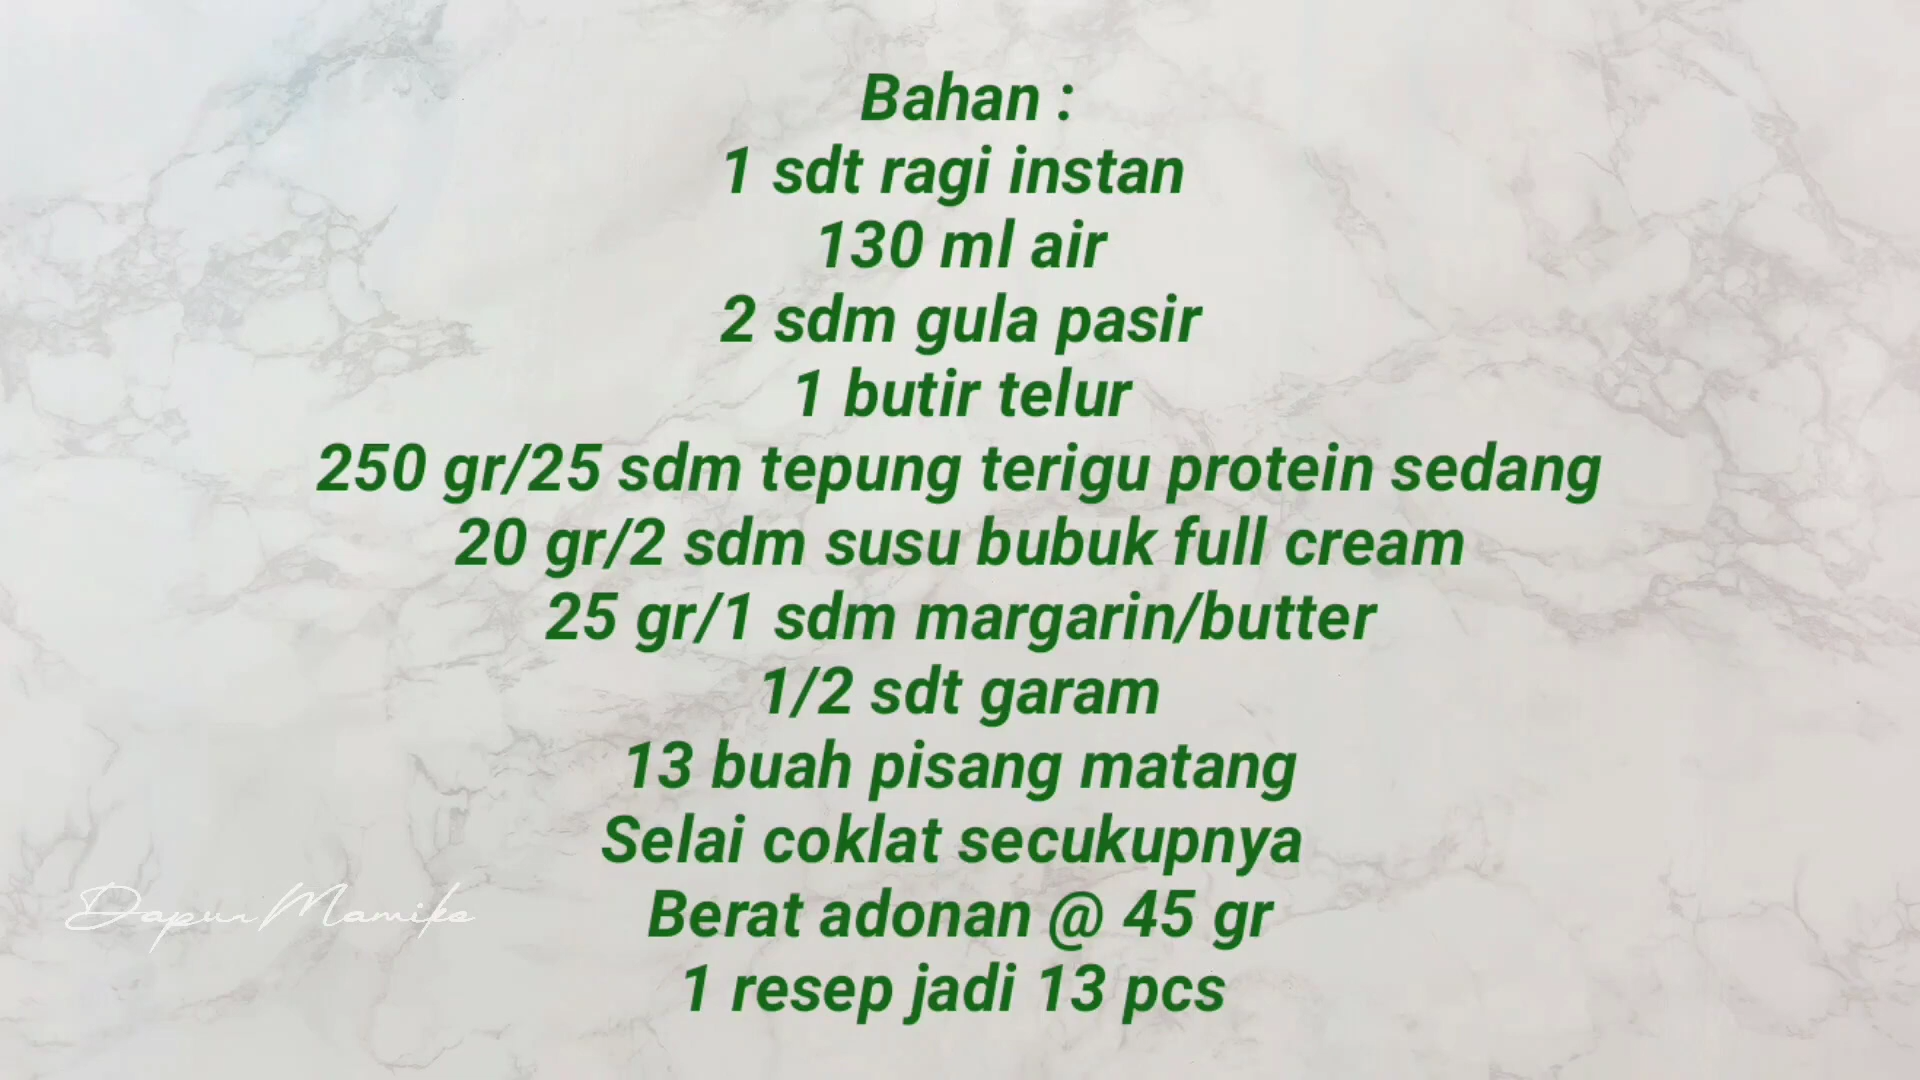 Bahan :
1 sdt ragi instan
130 ml air
2 sdm gula pasir
1 butir telur
250 gr/25 sdm tepung terigu protein sedang
20 gr/2 sdm susu bubuk full cream
25 gr/1 sdm margarin/butter
1/2 sdt garam
13 buah pisang matang
Selai coklat secukupnya
Berat adonan @ 45 gr
1 resep jadi 13 pcs
Dapur Mamiko